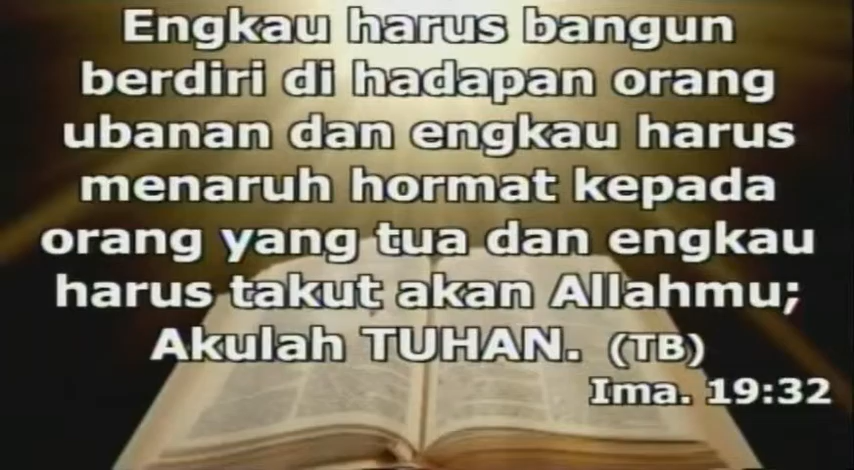 Engkau harus bangun
berdiri di hadapan orang
ubanan dan engkau harus
menaruh hormat kepada
orang yang tua dan engkau
harus takut akan Allahmu;
Akulah TUHAN. (TB)
Ima. 19:32